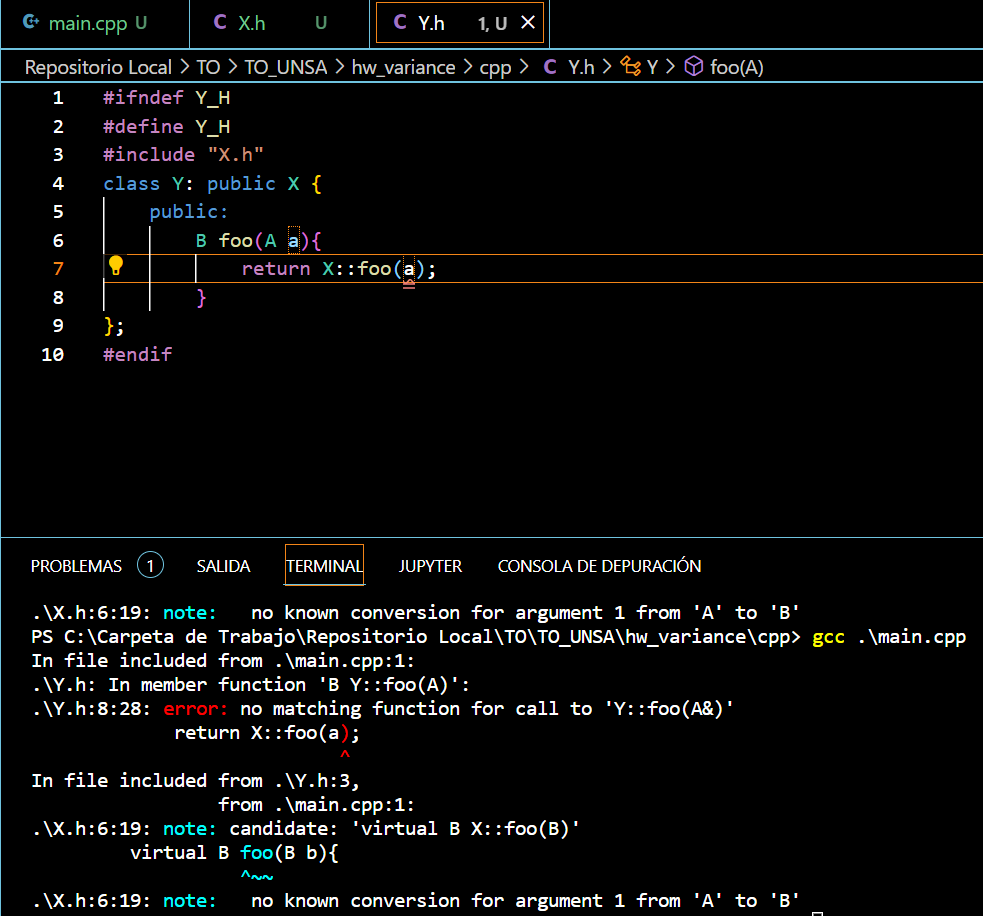 main.cpp U C X.h U C Y.h 1, U
Repositorio Local > TO > TO_UNSA > hw_variance > cpp > C Y.h > Y > foo(A)
1 #ifndef Y_H
2 #define Y_H
3 #include "X.h"
4 class Y: public X {
5 public:
6 B foo(A a){
7 return X::foo(a);
8 }
9 };
10 #endif
PROBLEMAS 1 SALIDA TERMINAL JUPYTER CONSOLA DE DEPURACIÓN
.\X.h:6:19: note:   no known conversion for argument 1 from 'A' to 'B'
PS C:\Carpeta de Trabajo\Repositorio Local\TO\TO_UNSA\hw_variance\cpp> gcc .\main.cpp
In file included from .\main.cpp:1:
.\Y.h: In member function 'B Y::foo(A)':
.\Y.h:8:28: error: no matching function for call to 'Y::foo(A&)'
return X::foo(a);
^
In file included from .\Y.h:3,
from .\main.cpp:1:
.\X.h:6:19: note: candidate: 'virtual B X::foo(B)'
virtual B foo(B b){
^~~
.\X.h:6:19: note:   no known conversion for argument 1 from 'A' to 'B'